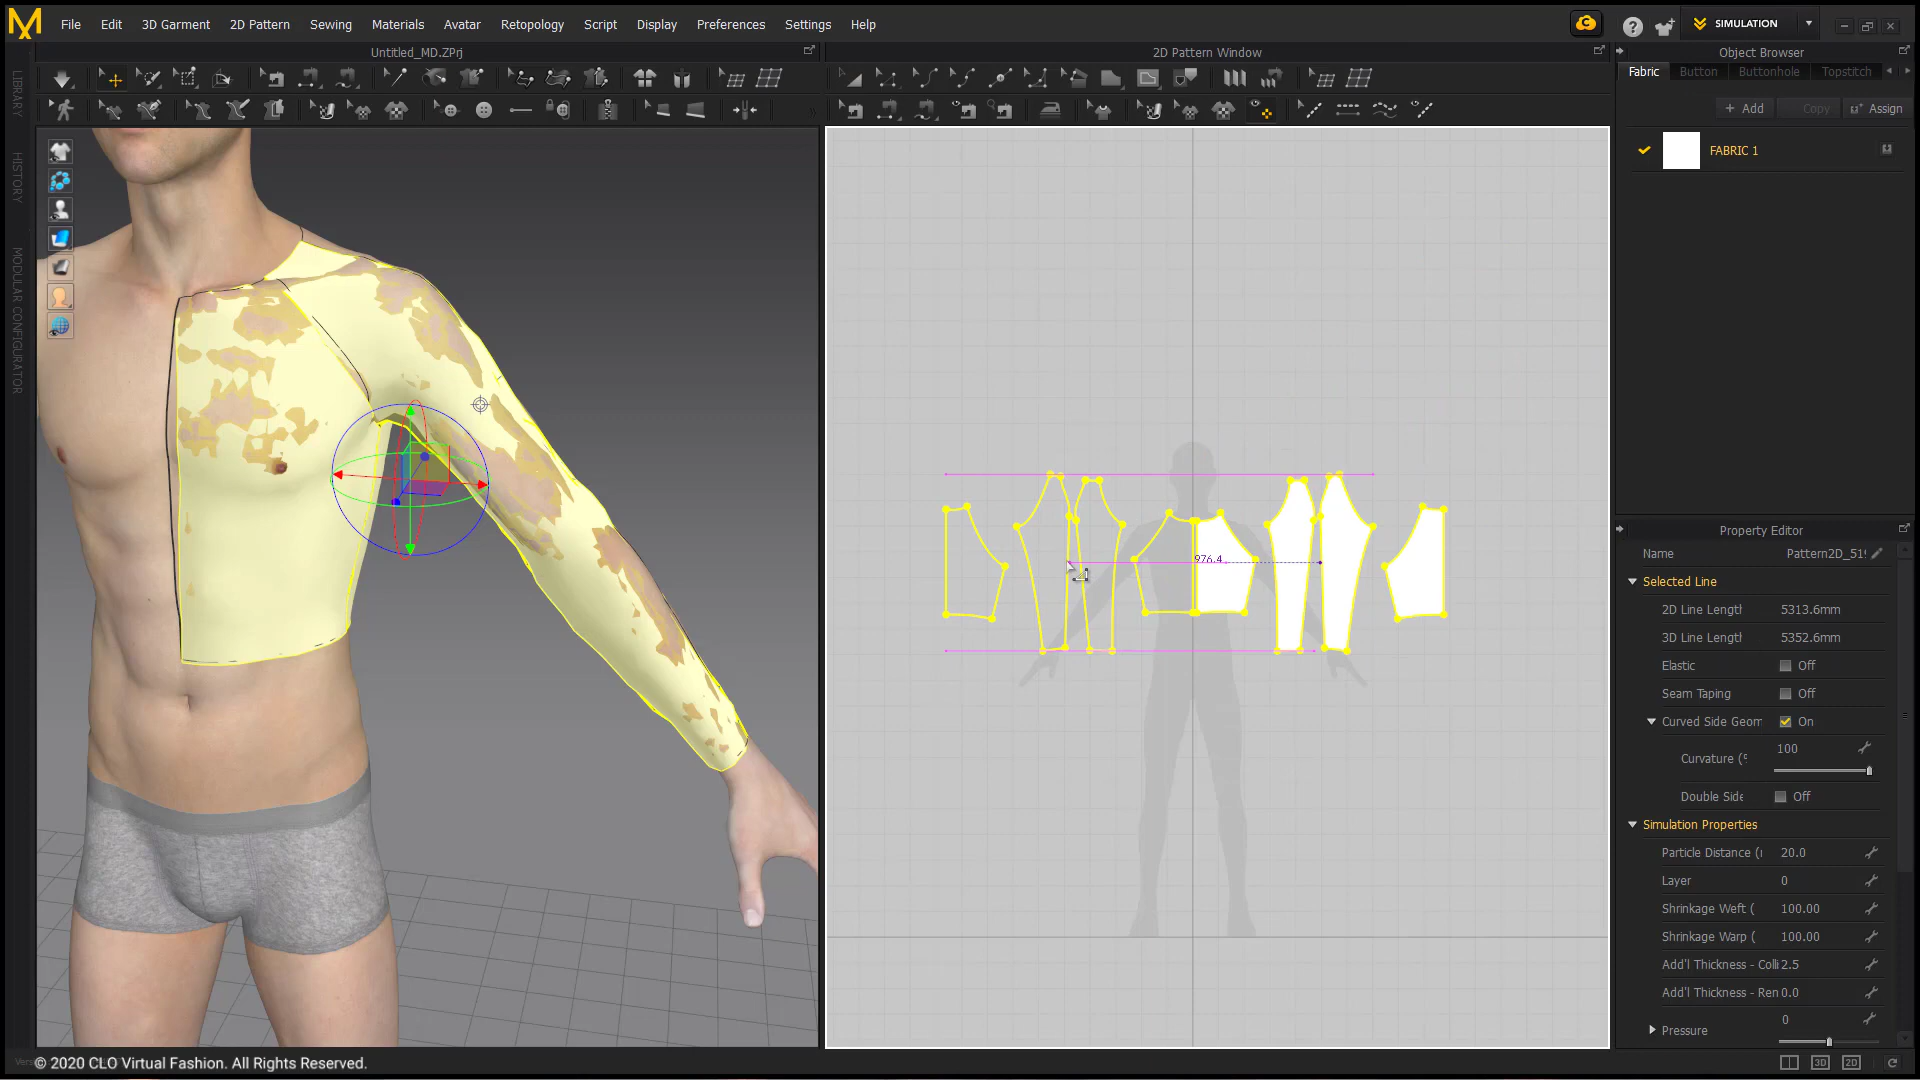 File Edit 3D Garment 2D Pattern Sewing Materials Avatar Retopology Script Display Preferences Settings Help
SIMULATION
Untitled_MD.ZPrj
2D Pattern Window
Object Browser
Fabric Button Buttonhole Topstitch
+ Add Copy Assign
FABRIC 1
LIBRARY
HISTORY
MODULAR CONFIGURATOR
976.4
Property Editor
Name Pattern2D_519
Selected Line
2D Line Length 5313.6mm
3D Line Length 5352.6mm
Elastic Off
Seam Taping Off
Curved Side Geom On
Curvature (° 100
Double Side Off
Simulation Properties
Particle Distance (r 20.0
Layer 0
Shrinkage Weft ( 100.00
Shrinkage Warp ( 100.00
Add'l Thickness - Colli 2.5
Add'l Thickness - Ren 0.0
Pressure 0
© 2020 CLO Virtual Fashion. All Rights Reserved.
3D 2D